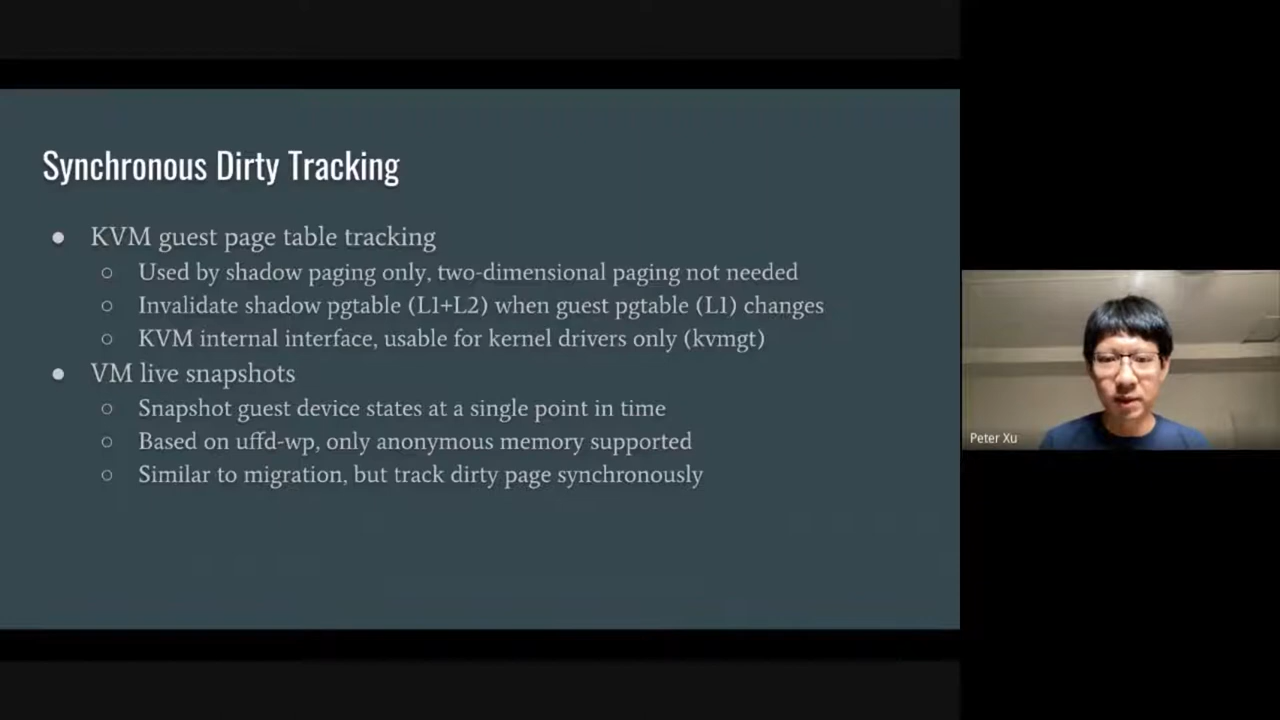 Synchronous Dirty Tracking
● KVM guest page table tracking
○ Used by shadow paging only, two-dimensional paging not needed
○ Invalidate shadow pgtable (L1+L2) when guest pgtable (L1) changes
○ KVM internal interface, usable for kernel drivers only (kvmgt)
● VM live snapshots
○ Snapshot guest device states at a single point in time
○ Based on uffd-wp, only anonymous memory supported
○ Similar to migration, but track dirty page synchronously
Peter Xu